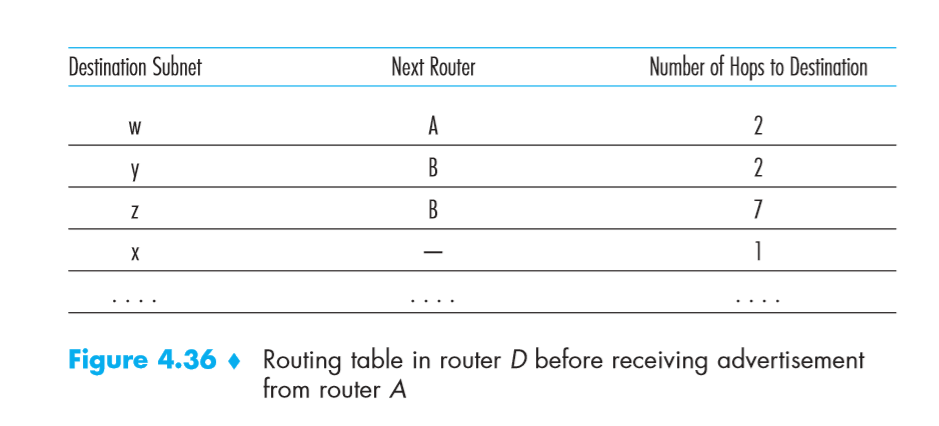 Destination Subnet Next Router Number of Hops to Destination
w A 2
y B 2
z B 7
x — 1
. . . . . . . . . . . .
Figure 4.36 ♦ Routing table in router D before receiving advertisement
from router A